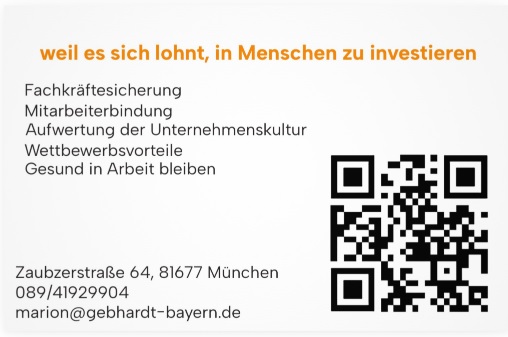 weil es sich lohnt, in Menschen zu investieren
Fachkräftesicherung
Mitarbeiterbindung
Aufwertung der Unternehmenskultur
Wettbewerbsvorteile
Gesund in Arbeit bleiben
Zaubzerstraße 64, 81677 München
089/41929904
marion@gebhardt-bayern.de